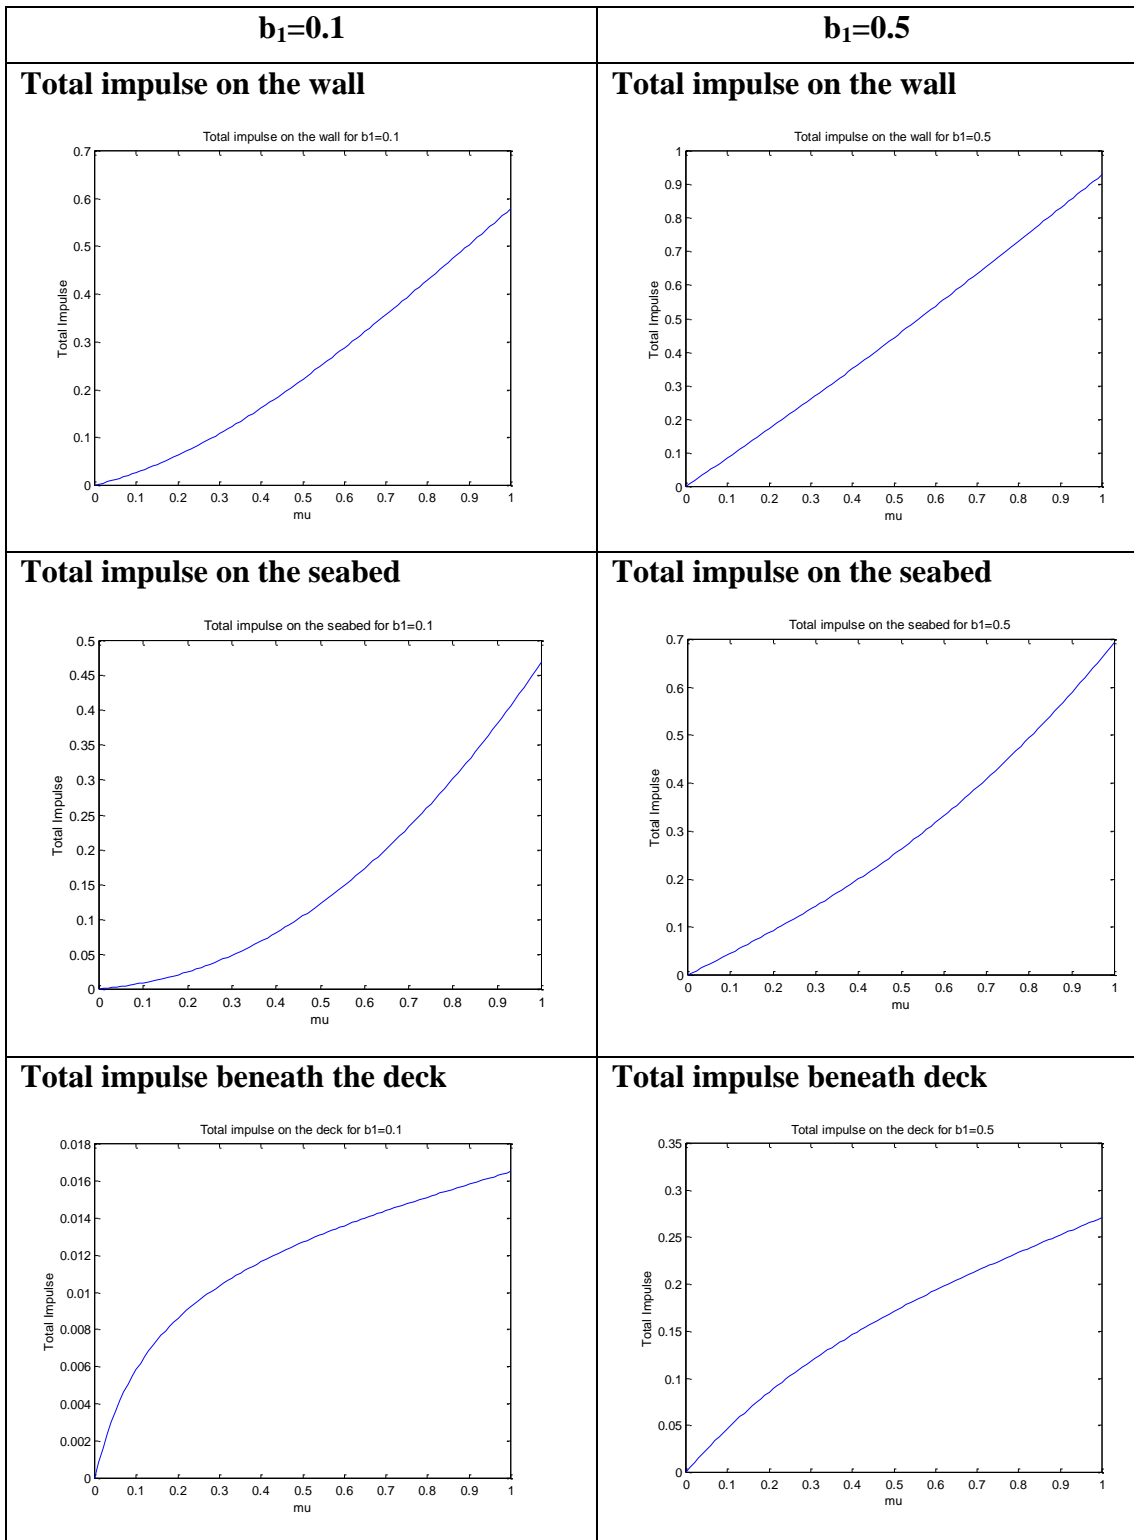 b₁=0.1
b₁=0.5
Total impulse on the wall
Total impulse on the wall for b1=0.1
0.7
0.6
0.5
0.4
0.3
0.2
0.1
0
Total Impulse
0 0.1 0.2 0.3 0.4 0.5 0.6 0.7 0.8 0.9 1
mu
Total impulse on the wall
Total impulse on the wall for b1=0.5
1
0.9
0.8
0.7
0.6
0.5
0.4
0.3
0.2
0.1
0
Total Impulse
0 0.1 0.2 0.3 0.4 0.5 0.6 0.7 0.8 0.9 1
mu
Total impulse on the seabed
Total impulse on the seabed for b1=0.1
0.5
0.45
0.4
0.35
0.3
0.25
0.2
0.15
0.1
0.05
0
Total Impulse
0 0.1 0.2 0.3 0.4 0.5 0.6 0.7 0.8 0.9 1
mu
Total impulse on the seabed
Total impulse on the seabed for b1=0.5
0.7
0.6
0.5
0.4
0.3
0.2
0.1
0
Total Impulse
0 0.1 0.2 0.3 0.4 0.5 0.6 0.7 0.8 0.9 1
mu
Total impulse beneath the deck
Total impulse on the deck for b1=0.1
0.018
0.016
0.014
0.012
0.01
0.008
0.006
0.004
0.002
0
Total Impulse
0 0.1 0.2 0.3 0.4 0.5 0.6 0.7 0.8 0.9 1
mu
Total impulse beneath deck
Total impulse on the deck for b1=0.5
0.35
0.3
0.25
0.2
0.15
0.1
0.05
0
Total Impulse
0 0.1 0.2 0.3 0.4 0.5 0.6 0.7 0.8 0.9 1
mu